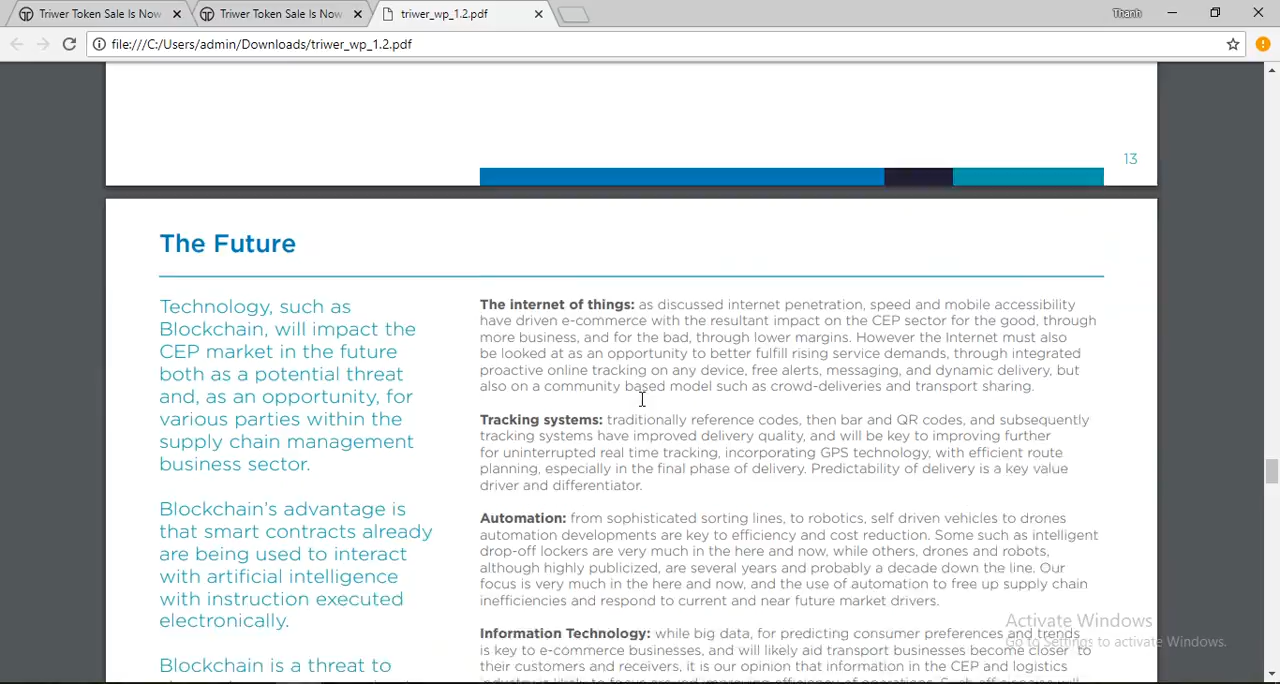 Triwer Token Sale Is Now
Triwer Token Sale Is Now
triwer_wp_1.2.pdf
Thanh
file:///C:/Users/admin/Downloads/triwer_wp_1.2.pdf
13
The Future
Technology, such as
Blockchain, will impact the
CEP market in the future
both as a potential threat
and, as an opportunity, for
various parties within the
supply chain management
business sector.
Blockchain's advantage is
that smart contracts already
are being used to interact
with artificial intelligence
with instruction executed
electronically.
Blockchain is a threat to
The internet of things: as discussed internet penetration, speed and mobile accessibility
have driven e-commerce with the resultant impact on the CEP sector for the good, through
more business, and for the bad, through lower margins. However the Internet must also
be looked at as an opportunity to better fulfill rising service demands, through integrated
proactive online tracking on any device, free alerts, messaging, and dynamic delivery, but
also on a community based model such as crowd-deliveries and transport sharing.
Tracking systems: traditionally reference codes, then bar and QR codes, and subsequently
tracking systems have improved delivery quality, and will be key to improving further
for uninterrupted real time tracking, incorporating GPS technology, with efficient route
planning, especially in the final phase of delivery. Predictability of delivery is a key value
driver and differentiator.
Automation: from sophisticated sorting lines, to robotics, self driven vehicles to drones
automation developments are key to efficiency and cost reduction. Some such as intelligent
drop-off lockers are very much in the here and now, while others, drones and robots,
although highly publicized, are several years and probably a decade down the line. Our
focus is very much in the here and now, and the use of automation to free up supply chain
inefficiencies and respond to current and near future market drivers.
Information Technology: while big data, for predicting consumer preferences and trends
is key to e-commerce businesses, and will likely aid transport businesses become closer to
their customers and receivers, it is our opinion that information in the CEP and logistics
Activate Windows
Go to Settings to activate Windows.